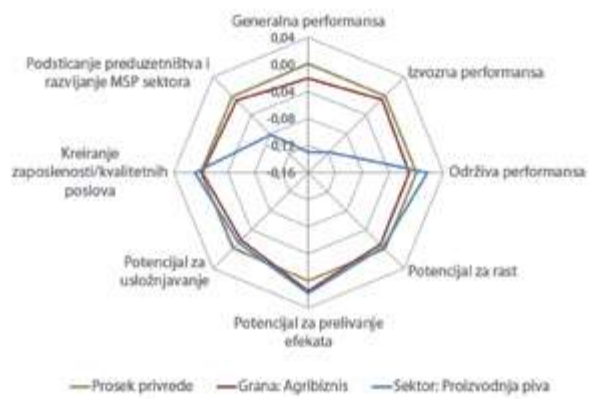 Generalna performansa
0,04
Podsticanje preduzetništva i
razvijanje MSP sektora
0,00
Izvozna performansa
-0,04
-0,08
Kreiranje
zaposlenosti/kvalitetnih
poslova
-0,12
-0,16
Održiva performansa
Potencijal za
usložnjavanje
Potencijal za rast
Potencijal za prelivanje
efekata
Prosek privrede
Grana: Agribiznis
Sektor: Proizvodnja piva